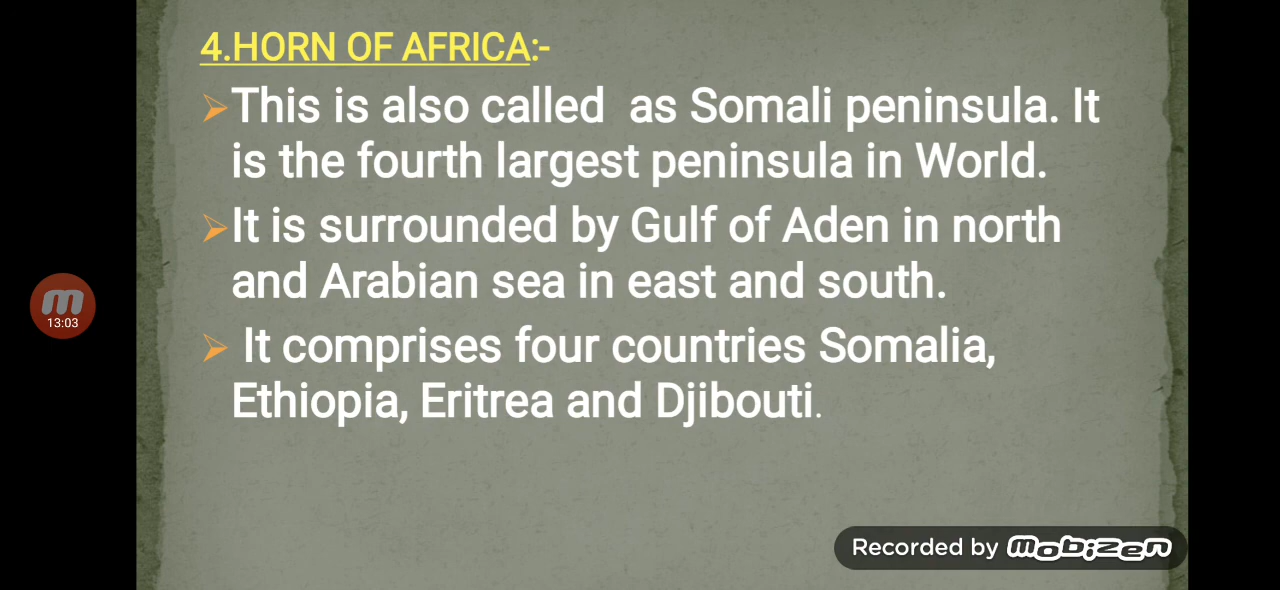 4.HORN OF AFRICA:-
➢This is also called as Somali peninsula. It
is the fourth largest peninsula in World.
➢It is surrounded by Gulf of Aden in north
and Arabian sea in east and south.
➢ It comprises four countries Somalia,
Ethiopia, Eritrea and Djibouti.
m
13:03
Recorded by mobizen